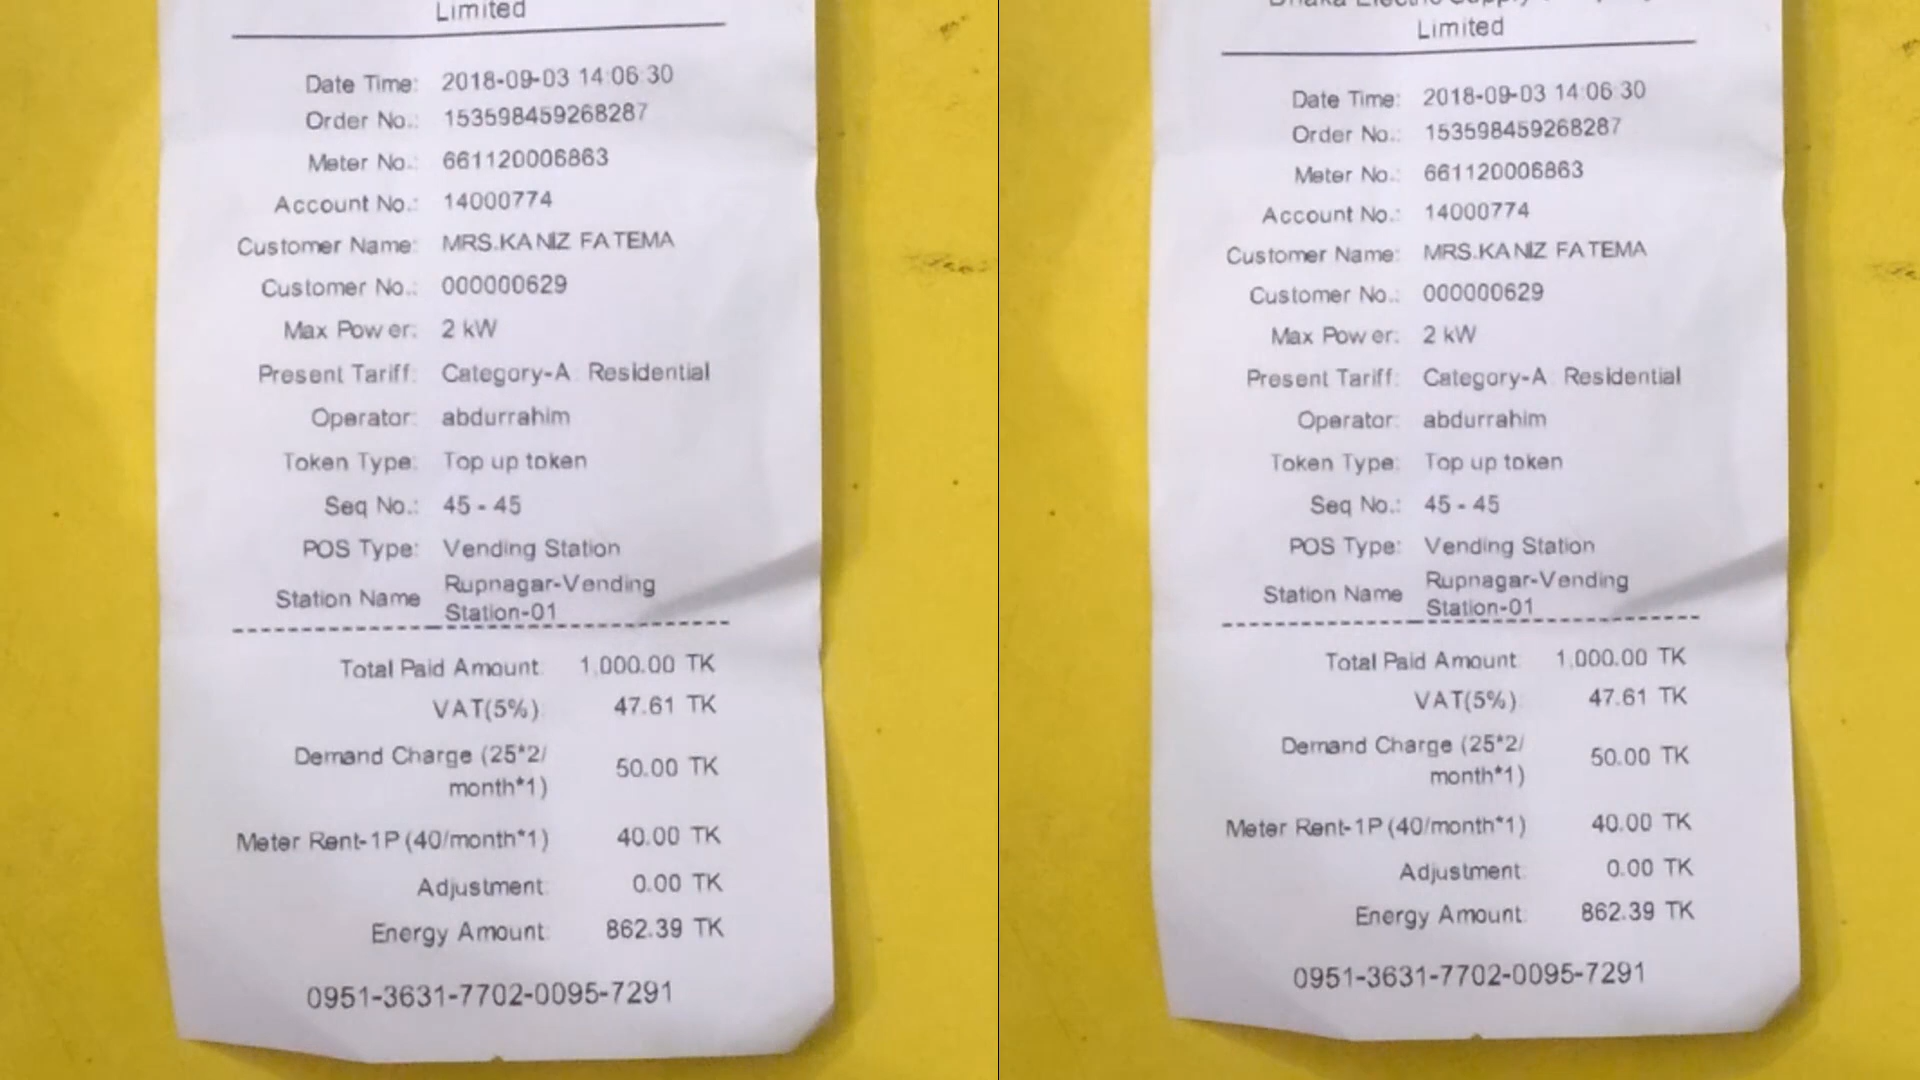 Limited
Date Time: 2018-09-03 14:06:30
Order No.: 153598459268287
Meter No.: 661120006863
Account No.: 14000774
Customer Name: MRS.KANIZ FATEMA
Customer No.: 000000629
Max Power: 2 kW
Present Tariff: Category-A: Residential
Operator: abdurrahim
Token Type: Top up token
Seq No.: 45 - 45
POS Type: Vending Station
Station Name Rupnagar-Vending
Station-01
Total Paid Amount: 1,000.00 TK
VAT(5%): 47.61 TK
Demand Charge (25*2/
month*1) 50.00 TK
Meter Rent-1P (40/month*1) 40.00 TK
Adjustment: 0.00 TK
Energy Amount: 862.39 TK
0951-3631-7702-0095-7291
Dhaka Electric Supply Company
Limited
Date Time: 2018-09-03 14:06:30
Order No.: 153598459268287
Meter No.: 661120006863
Account No.: 14000774
Customer Name: MRS.KANIZ FATEMA
Customer No.: 000000629
Max Power: 2 kW
Present Tariff: Category-A: Residential
Operator: abdurrahim
Token Type: Top up token
Seq No.: 45 - 45
POS Type: Vending Station
Station Name Rupnagar-Vending
Station-01
Total Paid Amount: 1,000.00 TK
VAT(5%): 47.61 TK
Demand Charge (25*2/
month*1) 50.00 TK
Meter Rent-1P (40/month*1) 40.00 TK
Adjustment: 0.00 TK
Energy Amount: 862.39 TK
0951-3631-7702-0095-7291